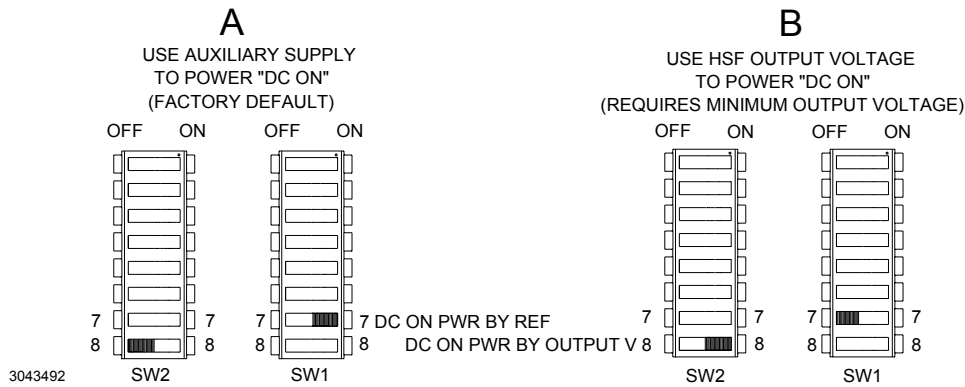 A
USE AUXILIARY SUPPLY
TO POWER "DC ON"
(FACTORY DEFAULT)
OFF ON OFF ON
7 7 7 7 DC ON PWR BY REF
8 8 8 8
SW2 SW1
B
USE HSF OUTPUT VOLTAGE
TO POWER "DC ON"
(REQUIRES MINIMUM OUTPUT VOLTAGE)
OFF ON OFF ON
7 7 7 7
DC ON PWR BY OUTPUT V 8 8 8 8
SW2 SW1
3043492